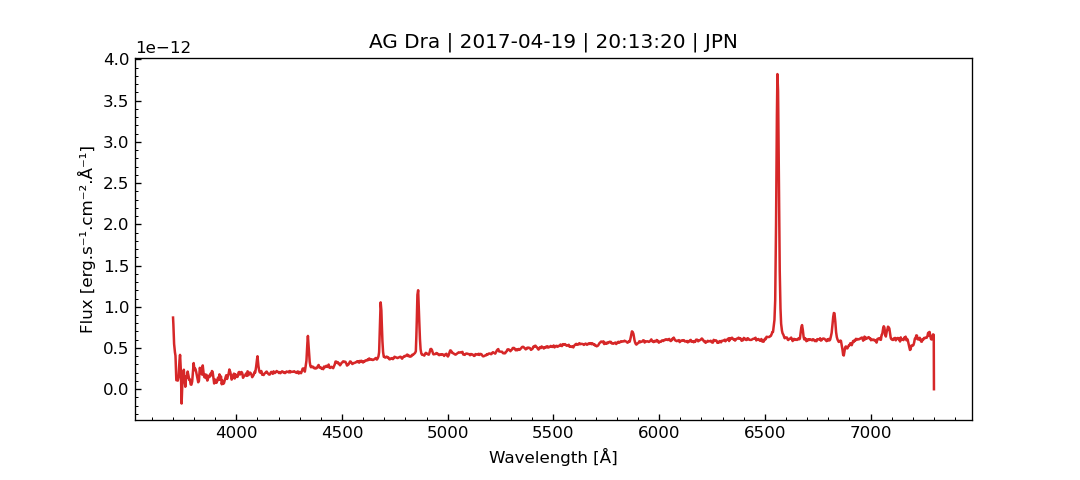 AG Dra | 2017-04-19 | 20:13:20 | JPN
1e−12
4.0
3.5
3.0
2.5
2.0
1.5
1.0
0.5
0.0
Flux [erg.s⁻¹.cm⁻².Å⁻¹]
4000 4500 5000 5500 6000 6500 7000
Wavelength [Å]